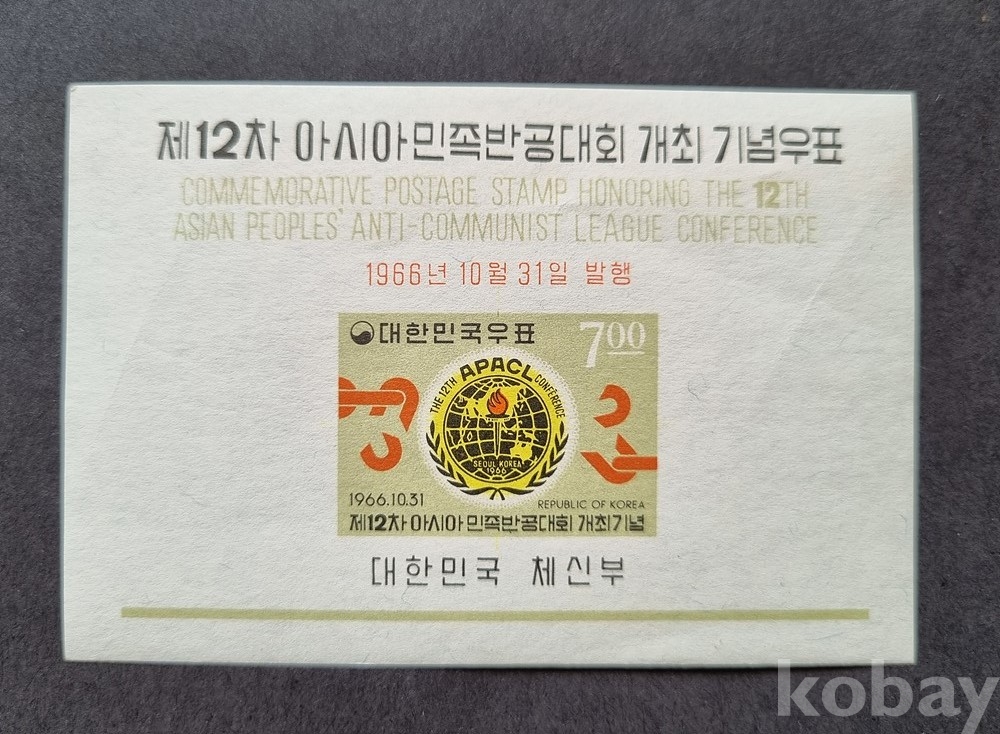 제12차 아시아민족반공대회 개최 기념우표
COMMEMORATIVE POSTAGE STAMP HONORING THE 12TH
ASIAN PEOPLES' ANTI-COMMUNIST LEAGUE CONFERENCE
1966년 10월 31일 발행
대한민국우표 7.00
THE 12TH APACL CONFERENCE
SEOUL KOREA
1966
1966.10.31 REPUBLIC OF KOREA
제12차 아시아 민족반공대회 개최기념
대한민국 체신부
kobay